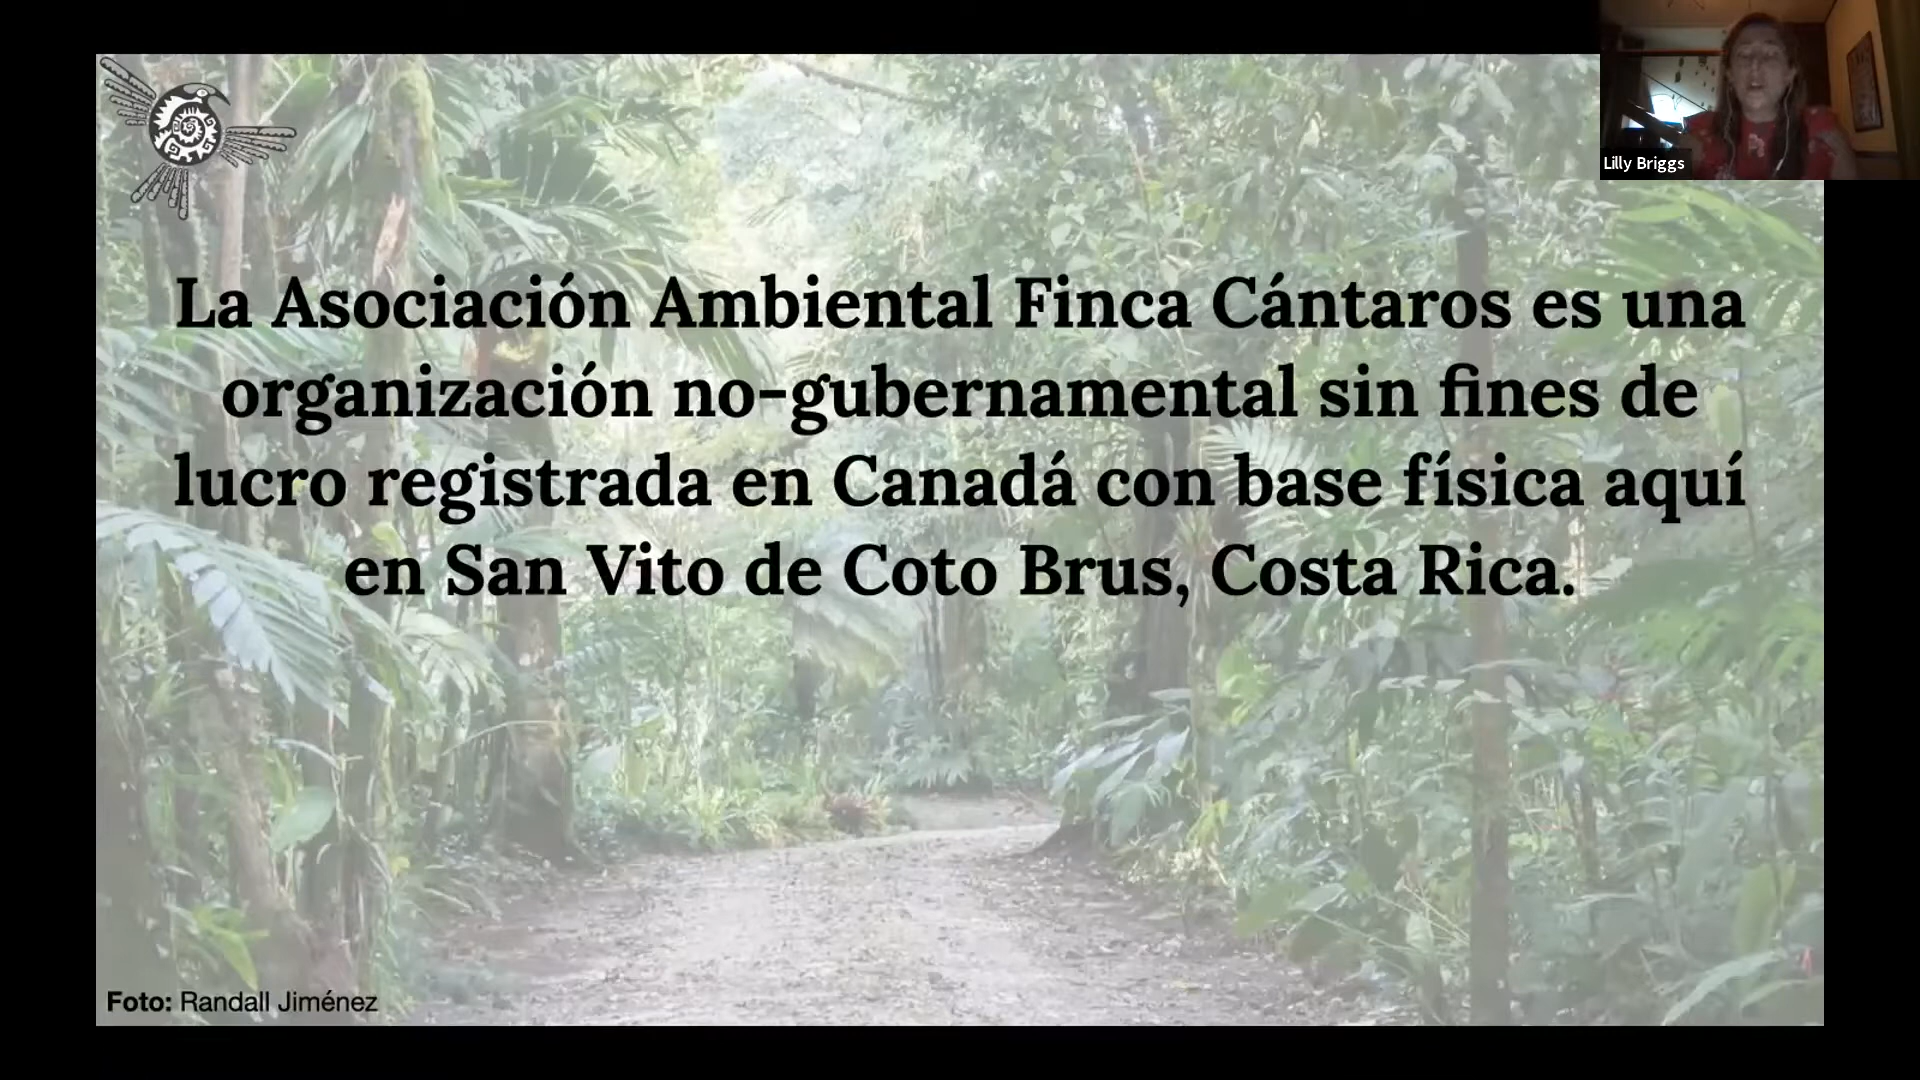 Lilly Briggs
La Asociación Ambiental Finca Cántaros es una
organización no-gubernamental sin fines de
lucro registrada en Canadá con base física aquí
en San Vito de Coto Brus, Costa Rica.
Foto: Randall Jiménez